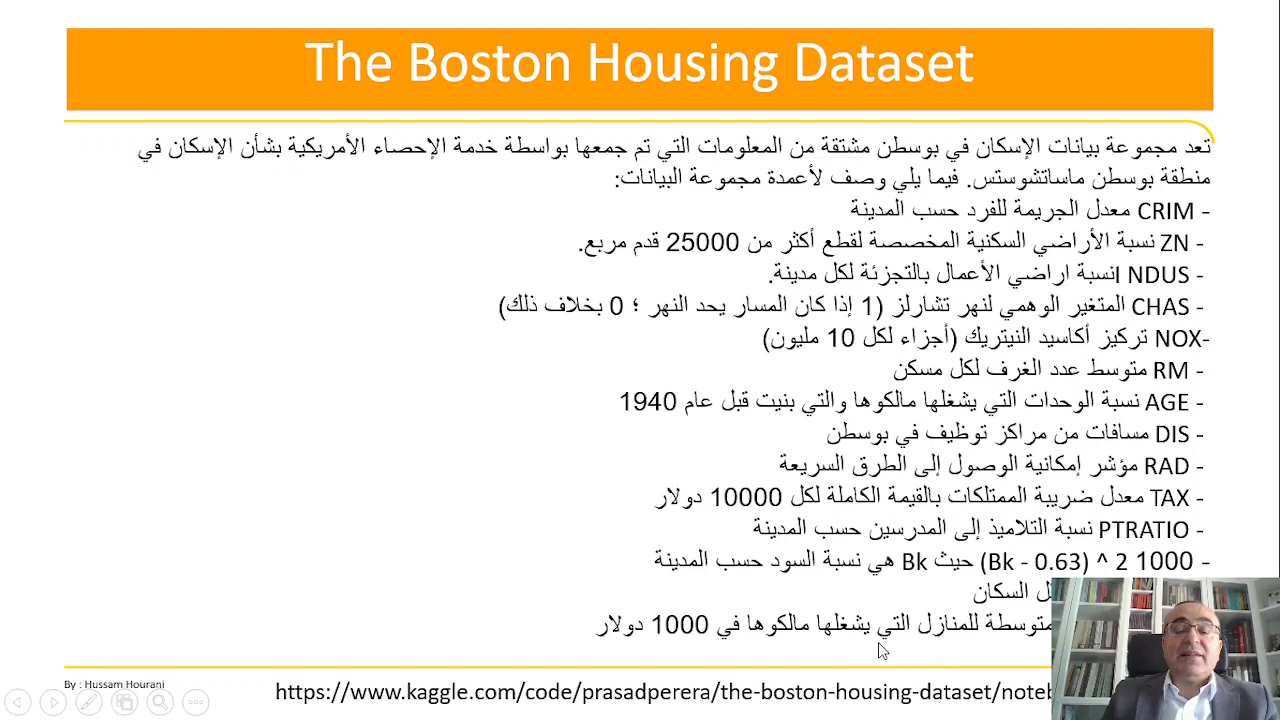 The Boston Housing Dataset
تعد مجموعة بيانات الإسكان في بوسطن مشتقة من المعلومات التي تم جمعها بواسطة خدمة الإحصاء الأمريكية بشأن الإسكان في
منطقة بوسطن ماساتشوستس. فيما يلي وصف لأعمدة مجموعة البيانات:
- CRIM معدل الجريمة للفرد حسب المدينة
- ZN نسبة الأراضي السكنية المخصصة لقطع أكثر من 25000 قدم مربع.
- INDUS نسبة اراضي الأعمال بالتجزئة لكل مدينة.
- CHAS المتغير الوهمي لنهر تشارلز (1 إذا كان المسار يحد النهر ؛ 0 بخلاف ذلك)
-NOX تركيز أكاسيد النيتريك (أجزاء لكل 10 مليون)
- RM متوسط عدد الغرف لكل مسكن
- AGE نسبة الوحدات التي يشغلها مالكوها والتي بنيت قبل عام 1940
- DIS مسافات من مراكز توظيف في بوسطن
- RAD مؤشر إمكانية الوصول إلى الطرق السريعة
- TAX معدل ضريبة الممتلكات بالقيمة الكاملة لكل 10000 دولار
- PTRATIO نسبة التلاميذ إلى المدرسين حسب المدينة
- 1000 (Bk - 0.63) ^ 2 حيث Bk هي نسبة السود حسب المدينة
السكان
متوسطة للمنازل التي يشغلها مالكوها في 1000 دولار
By : Hussam Hourani
https://www.kaggle.com/code/prasadperera/the-boston-housing-dataset/noteb